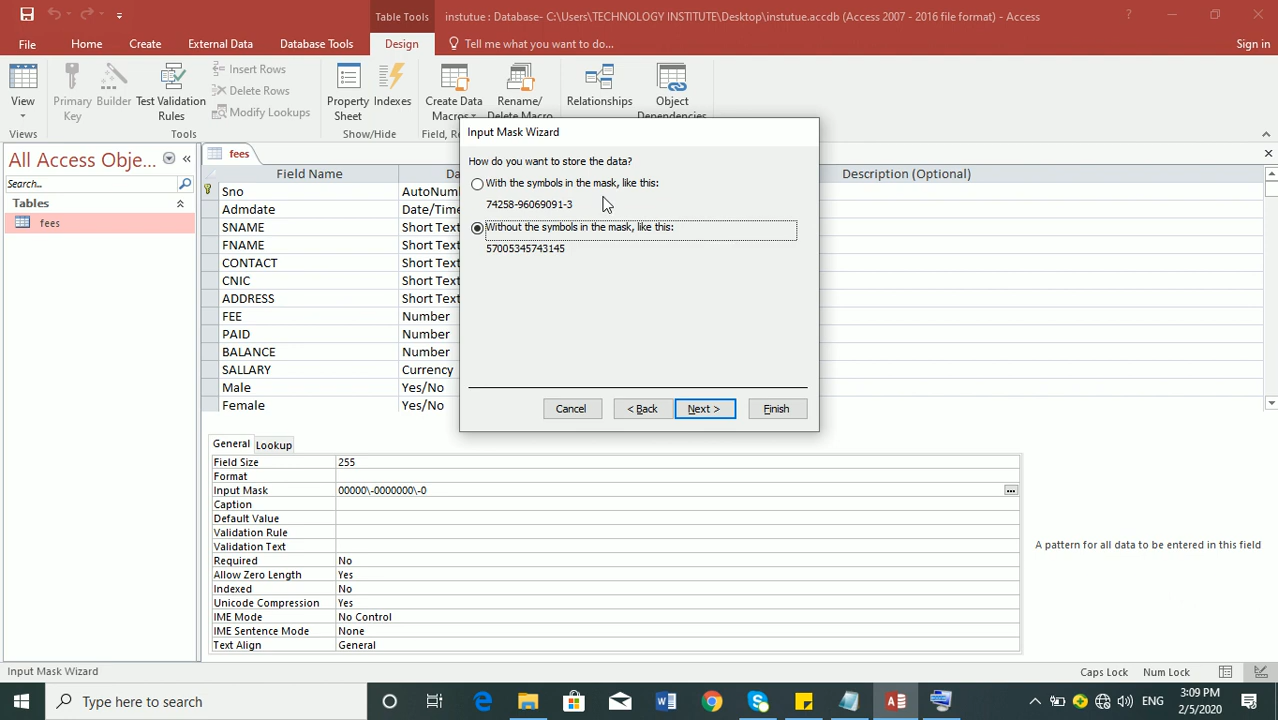 Table Tools
instutue : Database- C:\Users\TECHNOLOGY INSTITUTE\Desktop\instutue.accdb (Access 2007 - 2016 file format) - Access
File
Home
Create
External Data
Database Tools
Design
Tell me what you want to do...
Sign in
View
Primary Key
Builder
Test Validation Rules
Insert Rows
Delete Rows
Modify Lookups
Property Sheet
Indexes
Create Data Macros
Rename/ Delete Macro
Relationships
Object Dependencies
Views
Tools
Show/Hide
Field, R
All Access Obje...
Search...
Tables
fees
fees
Field Name
Da
Description (Optional)
Sno AutoNum
Admdate Date/Time
SNAME Short Text
FNAME Short Text
CONTACT Short Text
CNIC Short Text
ADDRESS Short Text
FEE Number
PAID Number
BALANCE Number
SALLARY Currency
Male Yes/No
Female Yes/No
Input Mask Wizard
How do you want to store the data?
With the symbols in the mask, like this:
74258-96069091-3
Without the symbols in the mask, like this:
57005345743145
Cancel
< Back
Next >
Finish
General
Lookup
Field Size 255
Format
Input Mask 00000\-0000000\-0
Caption
Default Value
Validation Rule
Validation Text
Required No
Allow Zero Length Yes
Indexed No
Unicode Compression Yes
IME Mode No Control
IME Sentence Mode None
Text Align General
A pattern for all data to be entered in this field
Input Mask Wizard
Caps Lock
Num Lock
Type here to search
ENG
3:09 PM
2/5/2020